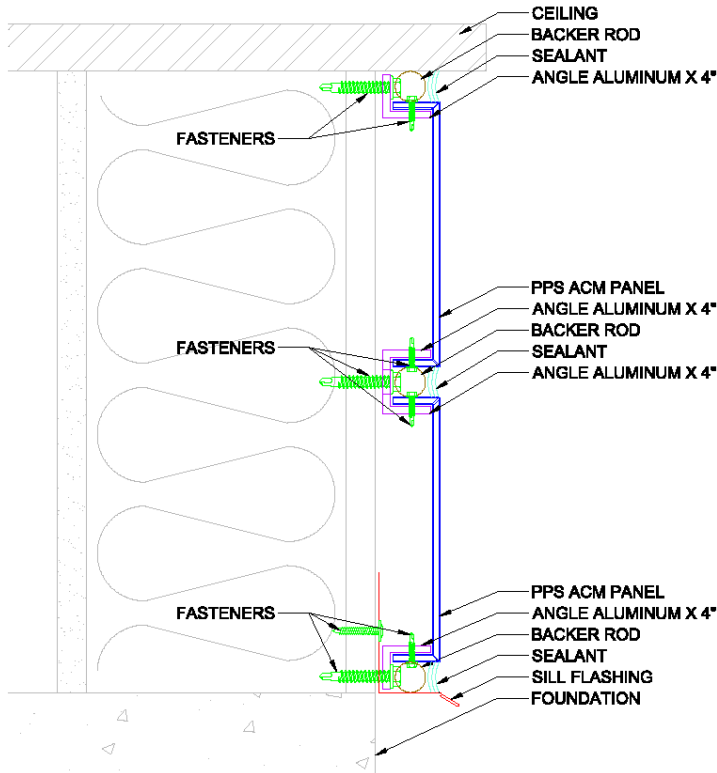 CEILING
BACKER ROD
SEALANT
ANGLE ALUMINUM X 4"
FASTENERS
PPS ACM PANEL
ANGLE ALUMINUM X 4"
BACKER ROD
FASTENERS
SEALANT
ANGLE ALUMINUM X 4"
PPS ACM PANEL
ANGLE ALUMINUM X 4"
FASTENERS
BACKER ROD
SEALANT
SILL FLASHING
FOUNDATION